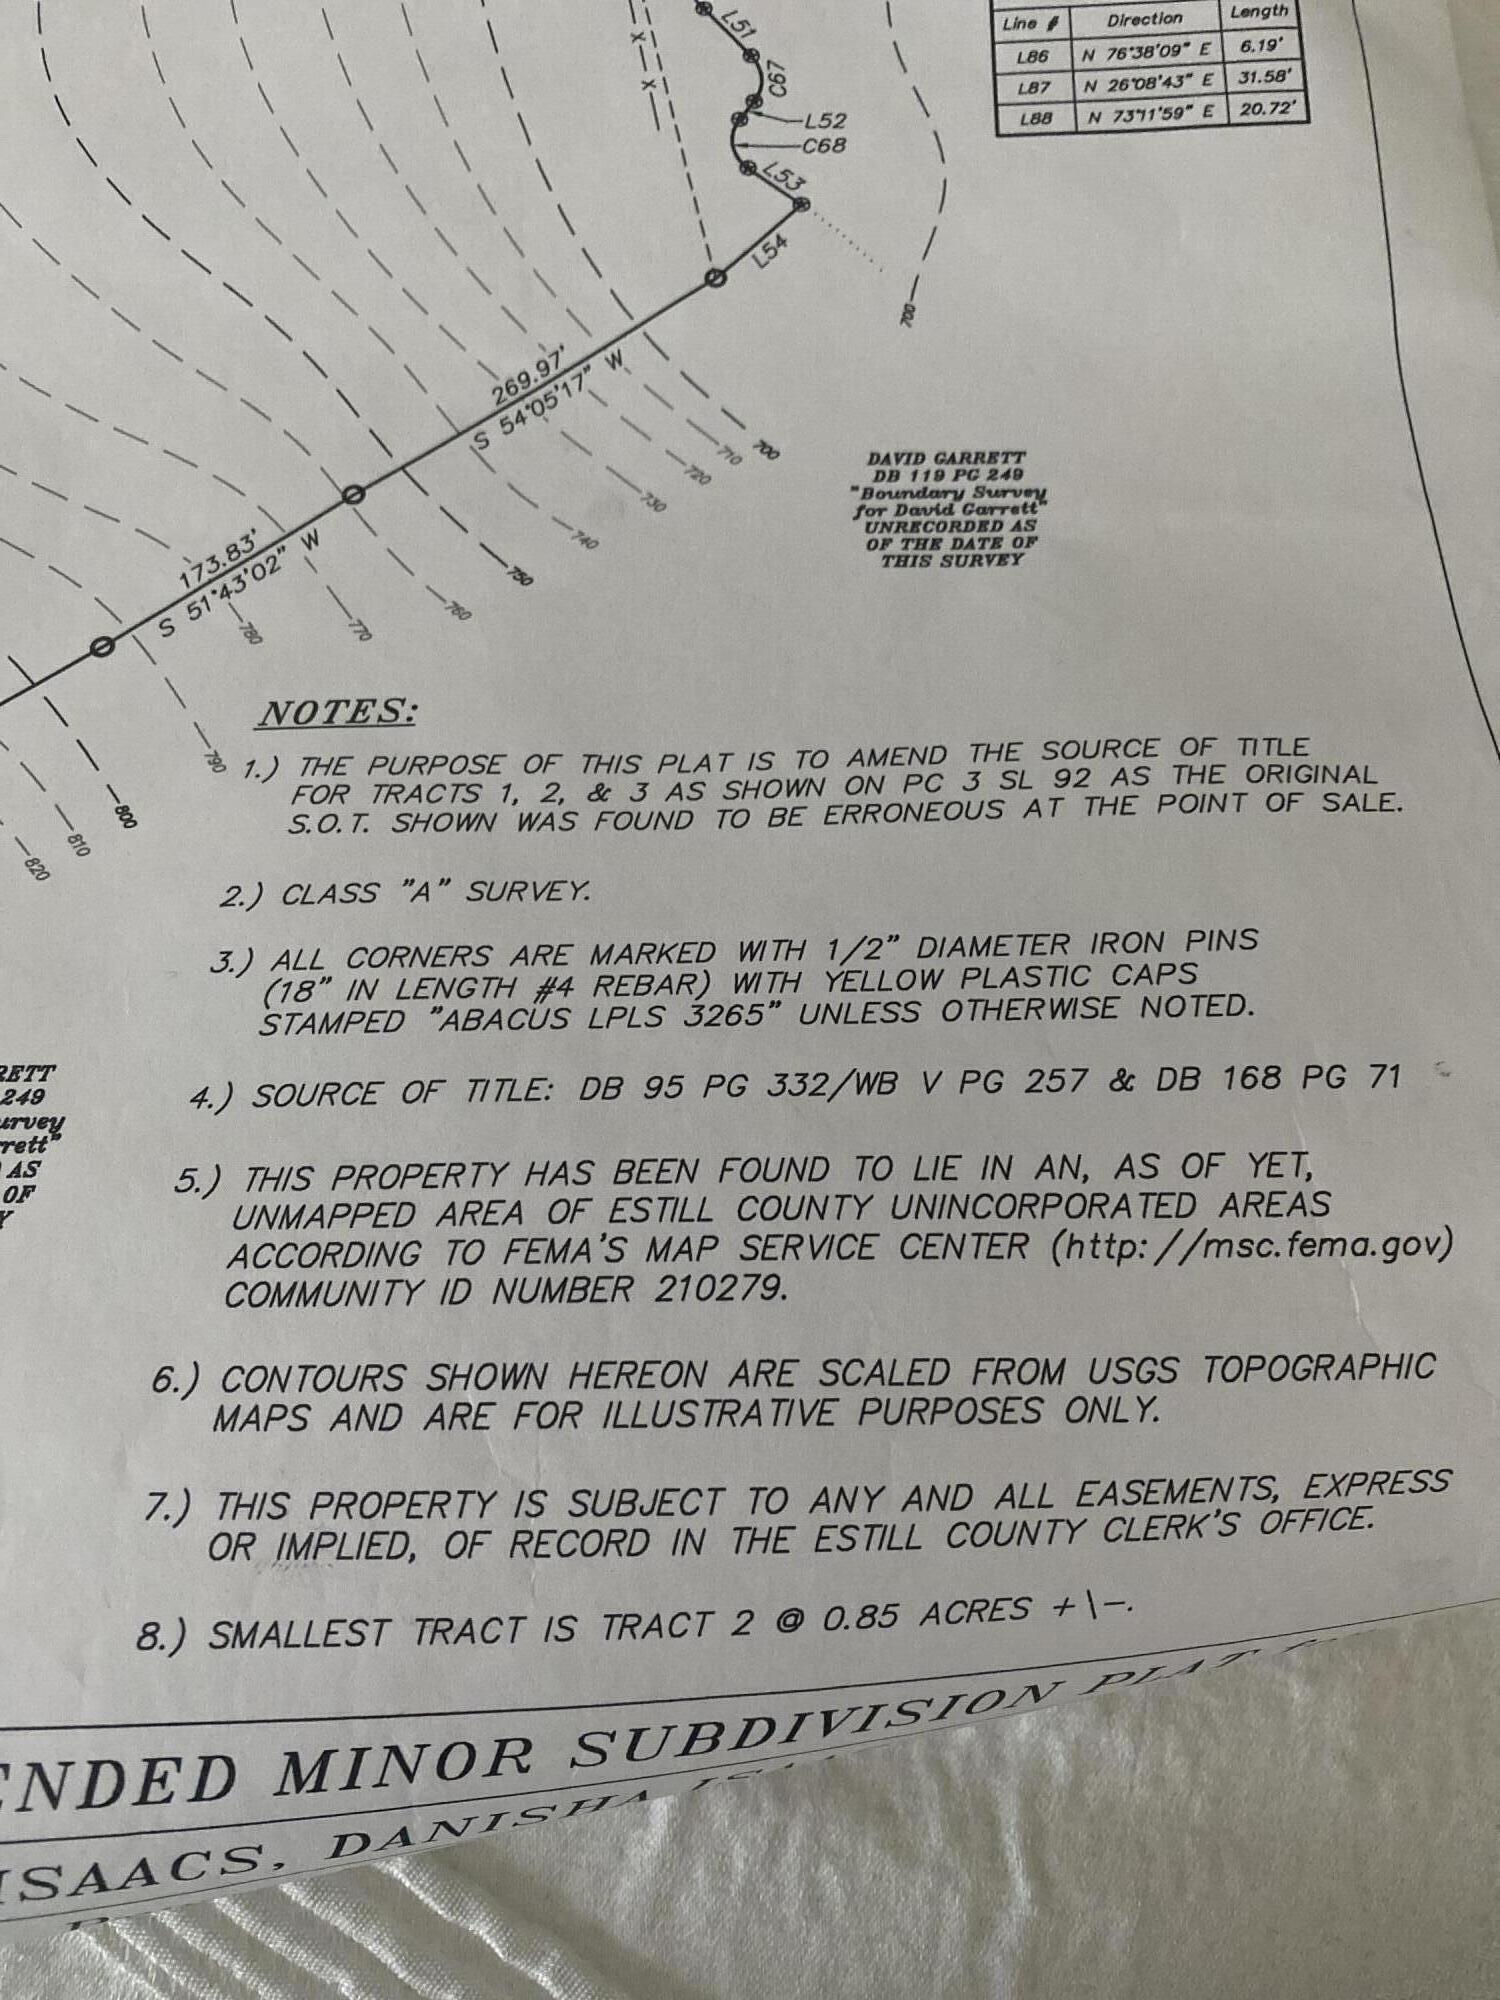 Line # Direction Length
L86 N 76°38'09" E 6.19'
L87 N 26°08'43" E 31.58'
L88 N 73°11'59" E 20.72'
L51
C67
L52
C68
L53
L54
X
X
700
269.97'
S 54°05'17" W
700
710
720
730
740
750
760
770
780
790
800
810
820
173.83'
S 51°43'02" W
DAVID GARRETT
DB 119 PG 249
"Boundary Survey
for David Garrett"
UNRECORDED AS
OF THE DATE OF
THIS SURVEY
NOTES:
1.) THE PURPOSE OF THIS PLAT IS TO AMEND THE SOURCE OF TITLE
FOR TRACTS 1, 2, & 3 AS SHOWN ON PC 3 SL 92 AS THE ORIGINAL
S.O.T. SHOWN WAS FOUND TO BE ERRONEOUS AT THE POINT OF SALE.
2.) CLASS "A" SURVEY.
3.) ALL CORNERS ARE MARKED WITH 1/2" DIAMETER IRON PINS
(18" IN LENGTH #4 REBAR) WITH YELLOW PLASTIC CAPS
STAMPED "ABACUS LPLS 3265" UNLESS OTHERWISE NOTED.
4.) SOURCE OF TITLE: DB 95 PG 332/WB V PG 257 & DB 168 PG 71
5.) THIS PROPERTY HAS BEEN FOUND TO LIE IN AN, AS OF YET,
UNMAPPED AREA OF ESTILL COUNTY UNINCORPORATED AREAS
ACCORDING TO FEMA'S MAP SERVICE CENTER (http://msc.fema.gov)
COMMUNITY ID NUMBER 210279.
6.) CONTOURS SHOWN HEREON ARE SCALED FROM USGS TOPOGRAPHIC
MAPS AND ARE FOR ILLUSTRATIVE PURPOSES ONLY.
7.) THIS PROPERTY IS SUBJECT TO ANY AND ALL EASEMENTS, EXPRESS
OR IMPLIED, OF RECORD IN THE ESTILL COUNTY CLERK'S OFFICE.
8.) SMALLEST TRACT IS TRACT 2 @ 0.85 ACRES +\-.
RETT
249
urvey
rrett"
AS
OF
Y
ENDED MINOR SUBDIVISION PLAT
ISAACS, DANISHA